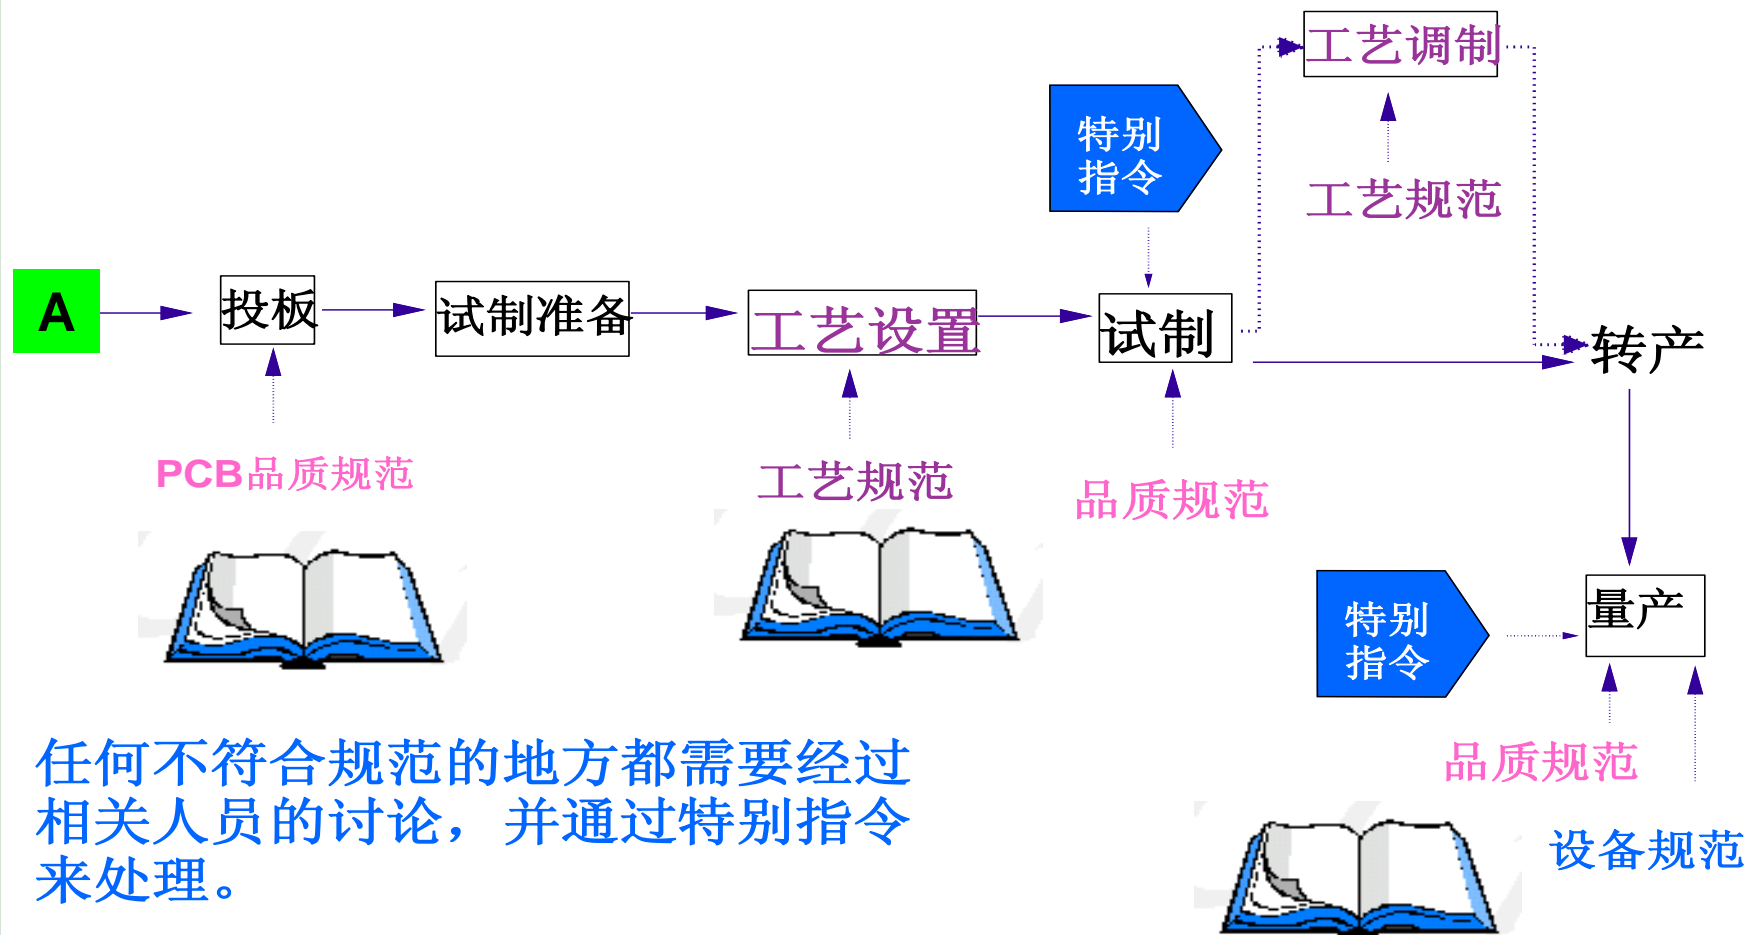 工艺调制
特别
指令
工艺规范
A
投板
试制准备
工艺设置
试制
转产
PCB品质规范
工艺规范
品质规范
特别
指令
量产
品质规范
设备规范
任何不符合规范的地方都需要经过
相关人员的讨论，并通过特别指令
来处理。